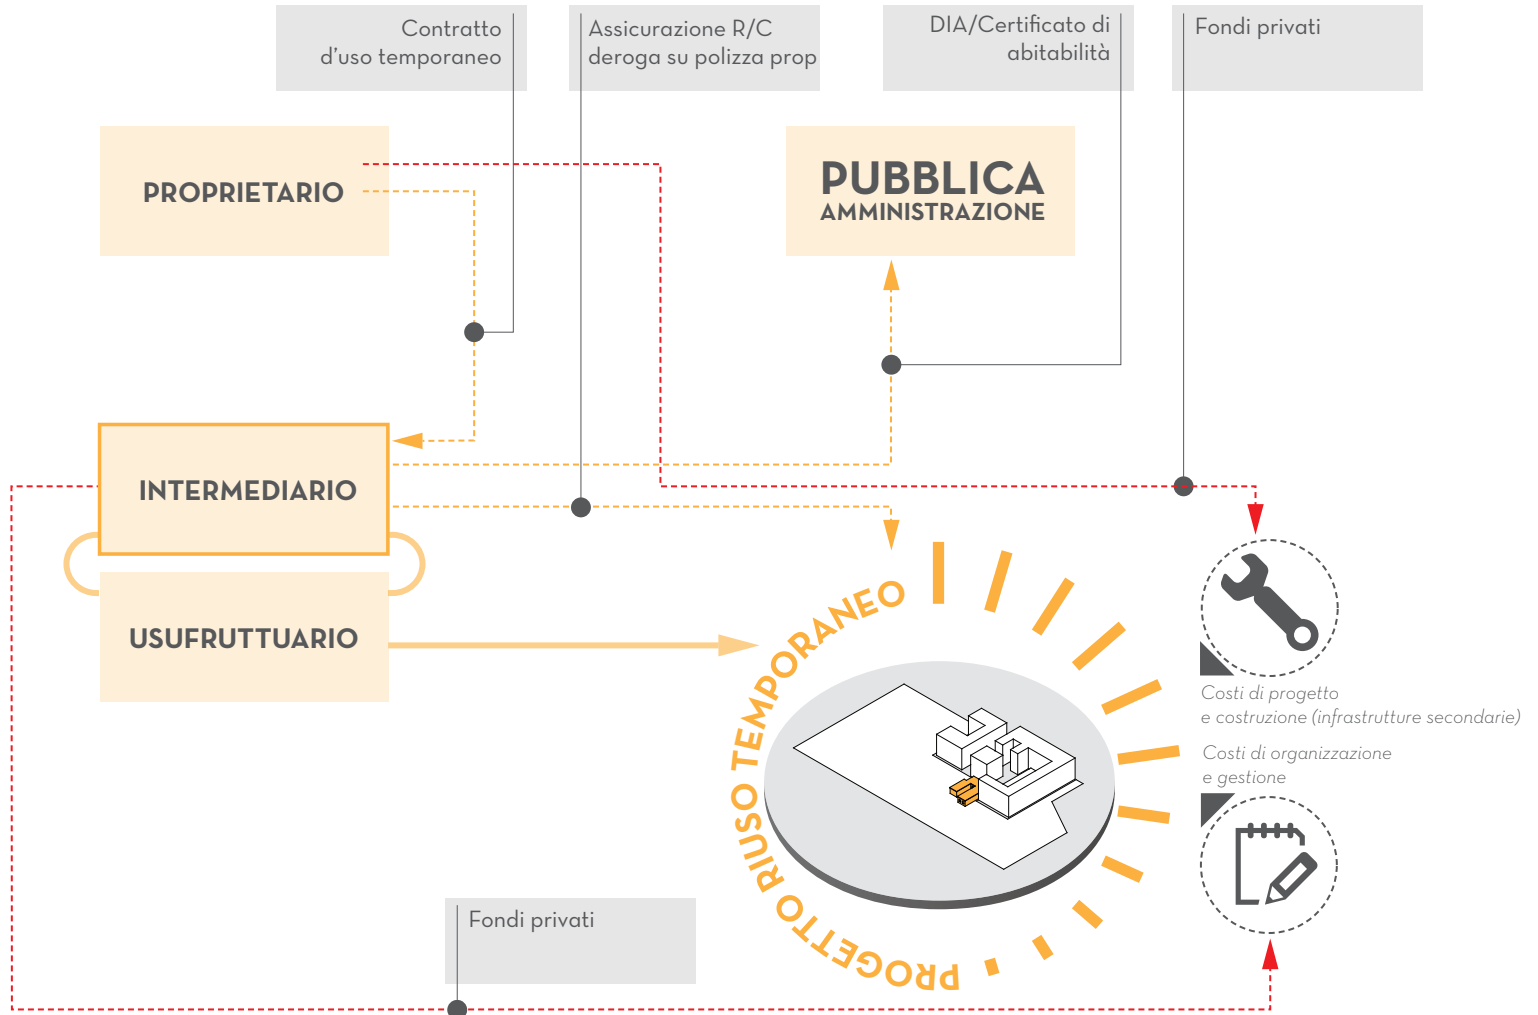 Contratto
d'uso temporaneo
Assicurazione R/C
deroga su polizza prop
DIA/Certificato di
abitabilità
Fondi privati
PROPRIETARIO
PUBBLICA
AMMINISTRAZIONE
INTERMEDIARIO
USUFRUTTUARIO
PROGETTO RIUSO TEMPORANEO
Costi di progetto
e costruzione (infrastrutture secondarie)
Costi di organizzazione
e gestione
Fondi privati